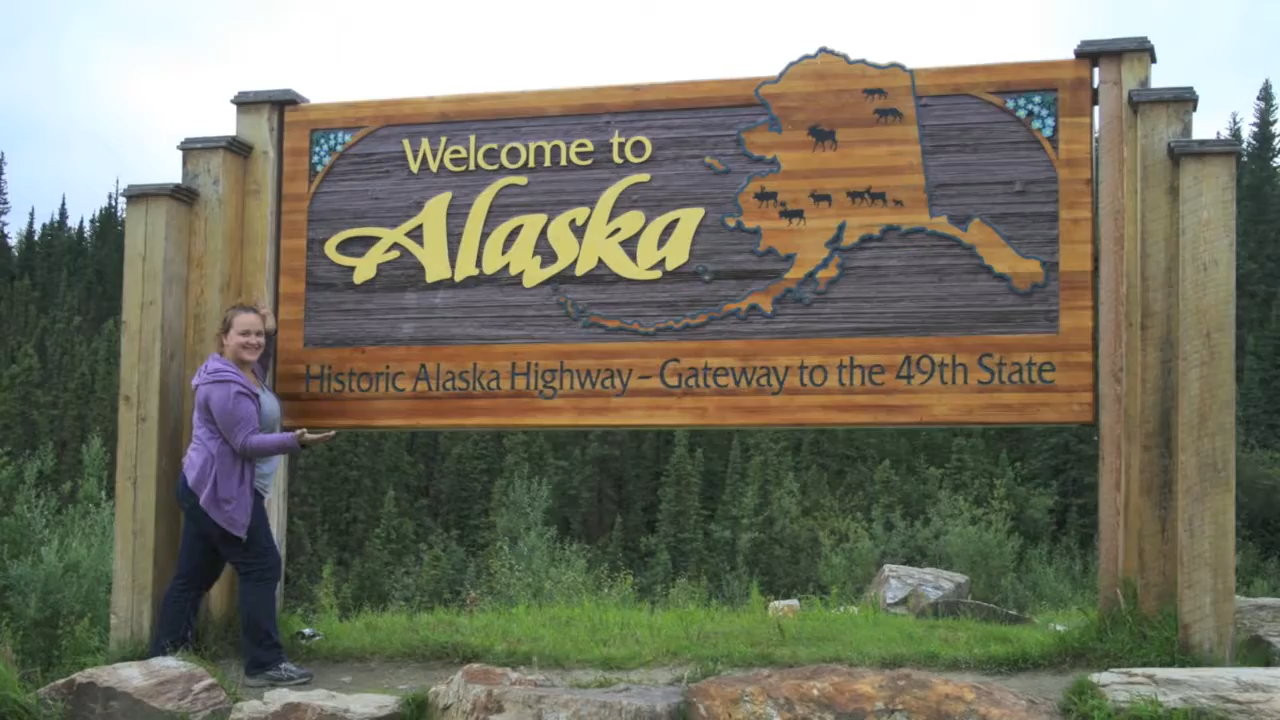 Welcome to
Alaska
Historic Alaska Highway – Gateway to the 49th State